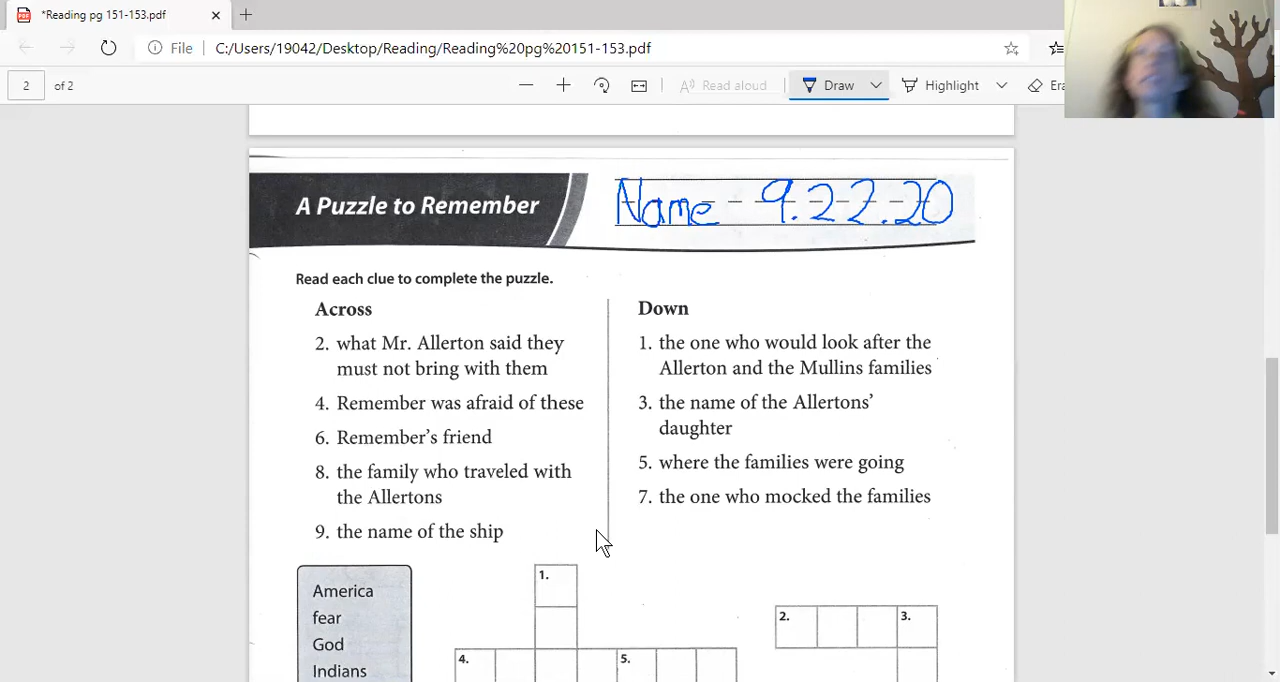 *Reading pg 151-153.pdf
File C:/Users/19042/Desktop/Reading/Reading%20pg%20151-153.pdf
2 of 2 Read aloud Draw Highlight Era
A Puzzle to Remember Name 9.22.20
Read each clue to complete the puzzle.
Across
2. what Mr. Allerton said they
must not bring with them
4. Remember was afraid of these
6. Remember's friend
8. the family who traveled with
the Allertons
9. the name of the ship
Down
1. the one who would look after the
Allerton and the Mullins families
3. the name of the Allertons'
daughter
5. where the families were going
7. the one who mocked the families
America
fear
God
Indians
1.
2. 3.
4. 5.